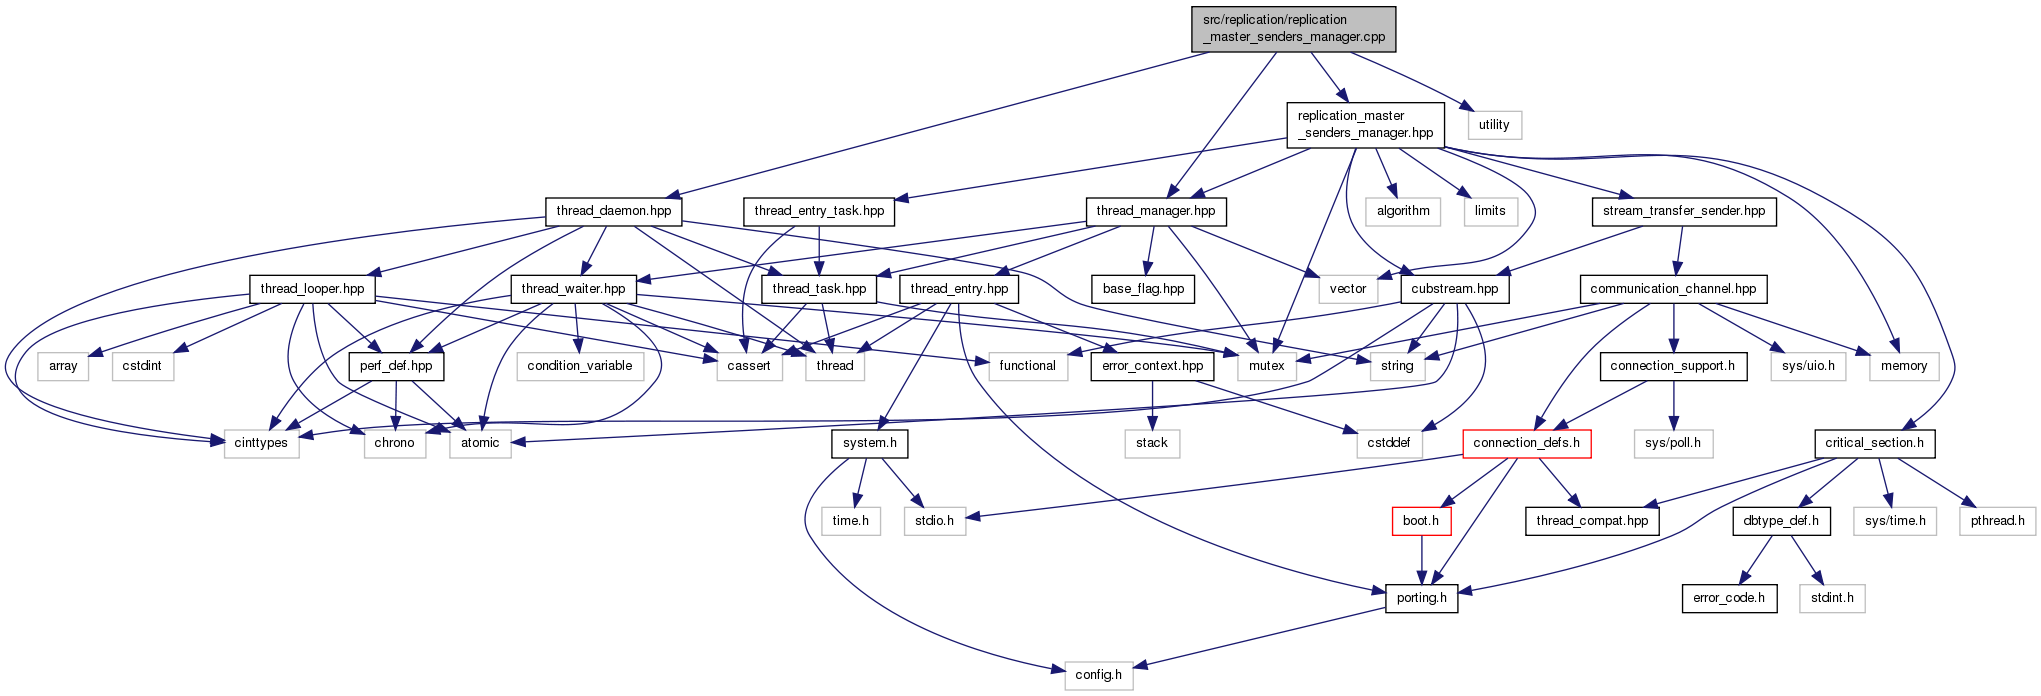 src/replication/replication
_master_senders_manager.cpp
replication_master
_senders_manager.hpp
utility
thread_daemon.hpp
thread_entry_task.hpp
thread_manager.hpp
algorithm
limits
stream_transfer_sender.hpp
thread_looper.hpp
thread_waiter.hpp
thread_task.hpp
thread_entry.hpp
base_flag.hpp
vector
cubstream.hpp
communication_channel.hpp
array
cstdint
perf_def.hpp
condition_variable
cassert
thread
functional
error_context.hpp
mutex
string
connection_support.h
sys/uio.h
memory
cinttypes
chrono
atomic
system.h
stack
cstddef
connection_defs.h
sys/poll.h
critical_section.h
time.h
stdio.h
boot.h
thread_compat.hpp
dbtype_def.h
sys/time.h
pthread.h
porting.h
error_code.h
stdint.h
config.h